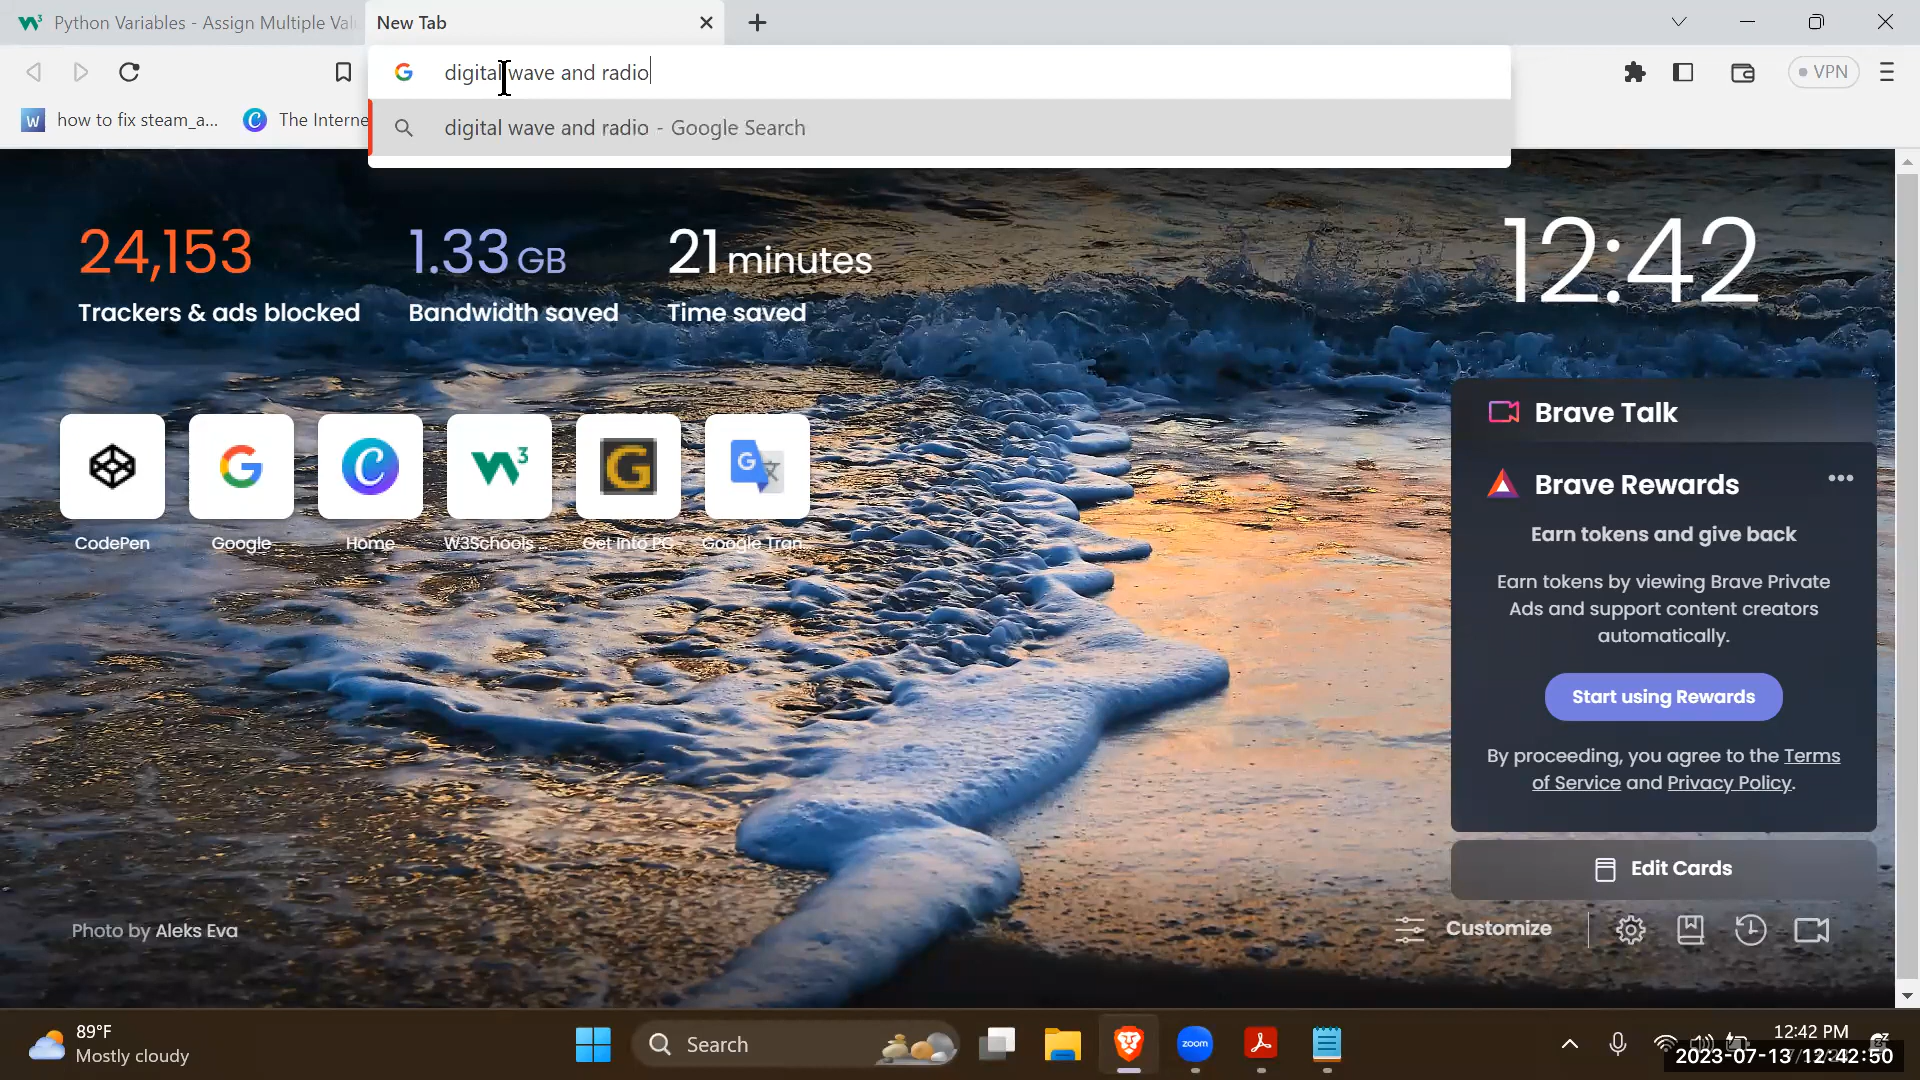 Python Variables - Assign Multiple Val
New Tab
digital wave and radio
VPN
how to fix steam_a...
The Interne
digital wave and radio - Google Search
24,153
Trackers & ads blocked
1.33 GB
Bandwidth saved
21 minutes
Time saved
12:42
Brave Talk
Brave Rewards
Earn tokens and give back
Earn tokens by viewing Brave Private
Ads and support content creators
automatically.
Start using Rewards
By proceeding, you agree to the Terms
of Service and Privacy Policy.
Edit Cards
CodePen
Google
Home
W3Schools ...
Get Into PC
Google Tran...
Photo by Aleks Eva
Customize
89°F
Mostly cloudy
Search
zoom
12:42 PM
2023-07-13 12:42:50